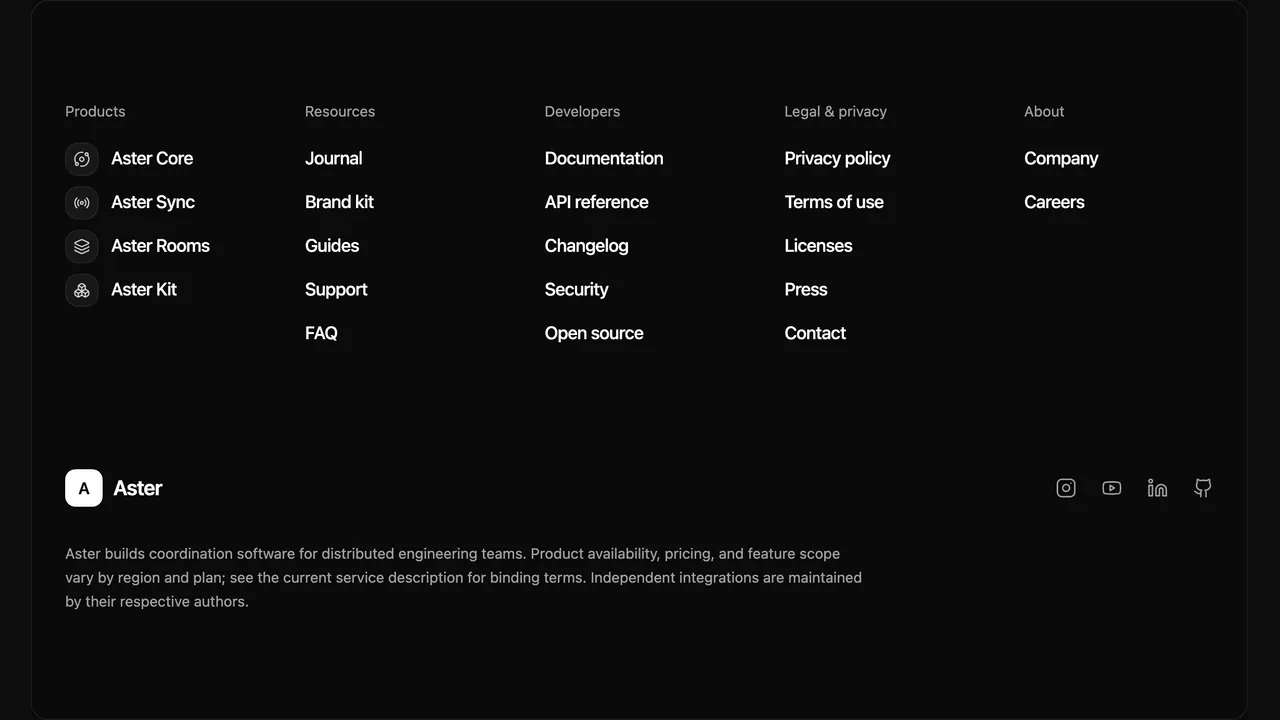 Products
Aster Core
Aster Sync
Aster Rooms
Aster Kit
Resources
Journal
Brand kit
Guides
Support
FAQ
Developers
Documentation
API reference
Changelog
Security
Open source
Legal & privacy
Privacy policy
Terms of use
Licenses
Press
Contact
About
Company
Careers
A Aster
Aster builds coordination software for distributed engineering teams. Product availability, pricing, and feature scope
vary by region and plan; see the current service description for binding terms. Independent integrations are maintained
by their respective authors.